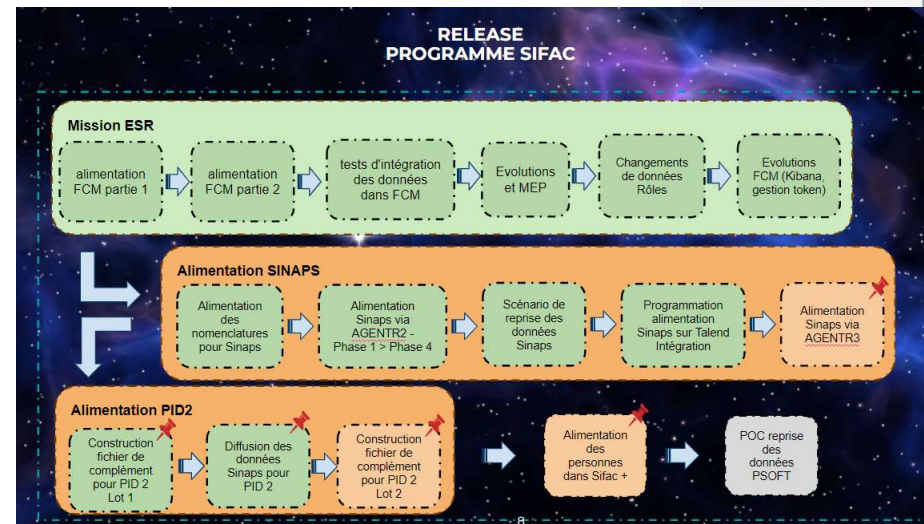 RELEASE
PROGRAMME SIFAC
Mission ESR
alimentation
FCM partie 1
alimentation
FCM partie 2
tests d'intégration
des données
dans FCM
Evolutions
et MEP
Changements
de données
Rôles
Evolutions
FCM (Kibana,
gestion token)
Alimentation SINAPS
Alimentation
des
nomenclatures
pour Sinaps
Alimentation
Sinaps via
AGENTR2 -
Phase 1 > Phase 4
Scénario de
reprise des
données
Sinaps
Programmation
alimentation
Sinaps sur Talend
Intégration
Alimentation
Sinaps via
AGENTR3
Alimentation PID2
Construction
fichier de
complément
pour PID 2
Lot 1
Diffusion des
données
Sinaps pour
PID 2
Construction
fichier de
complément
pour PID 2
Lot 2
Alimentation
des
personnes
dans Sifac +
POC reprise
des
données
PSOFT
8